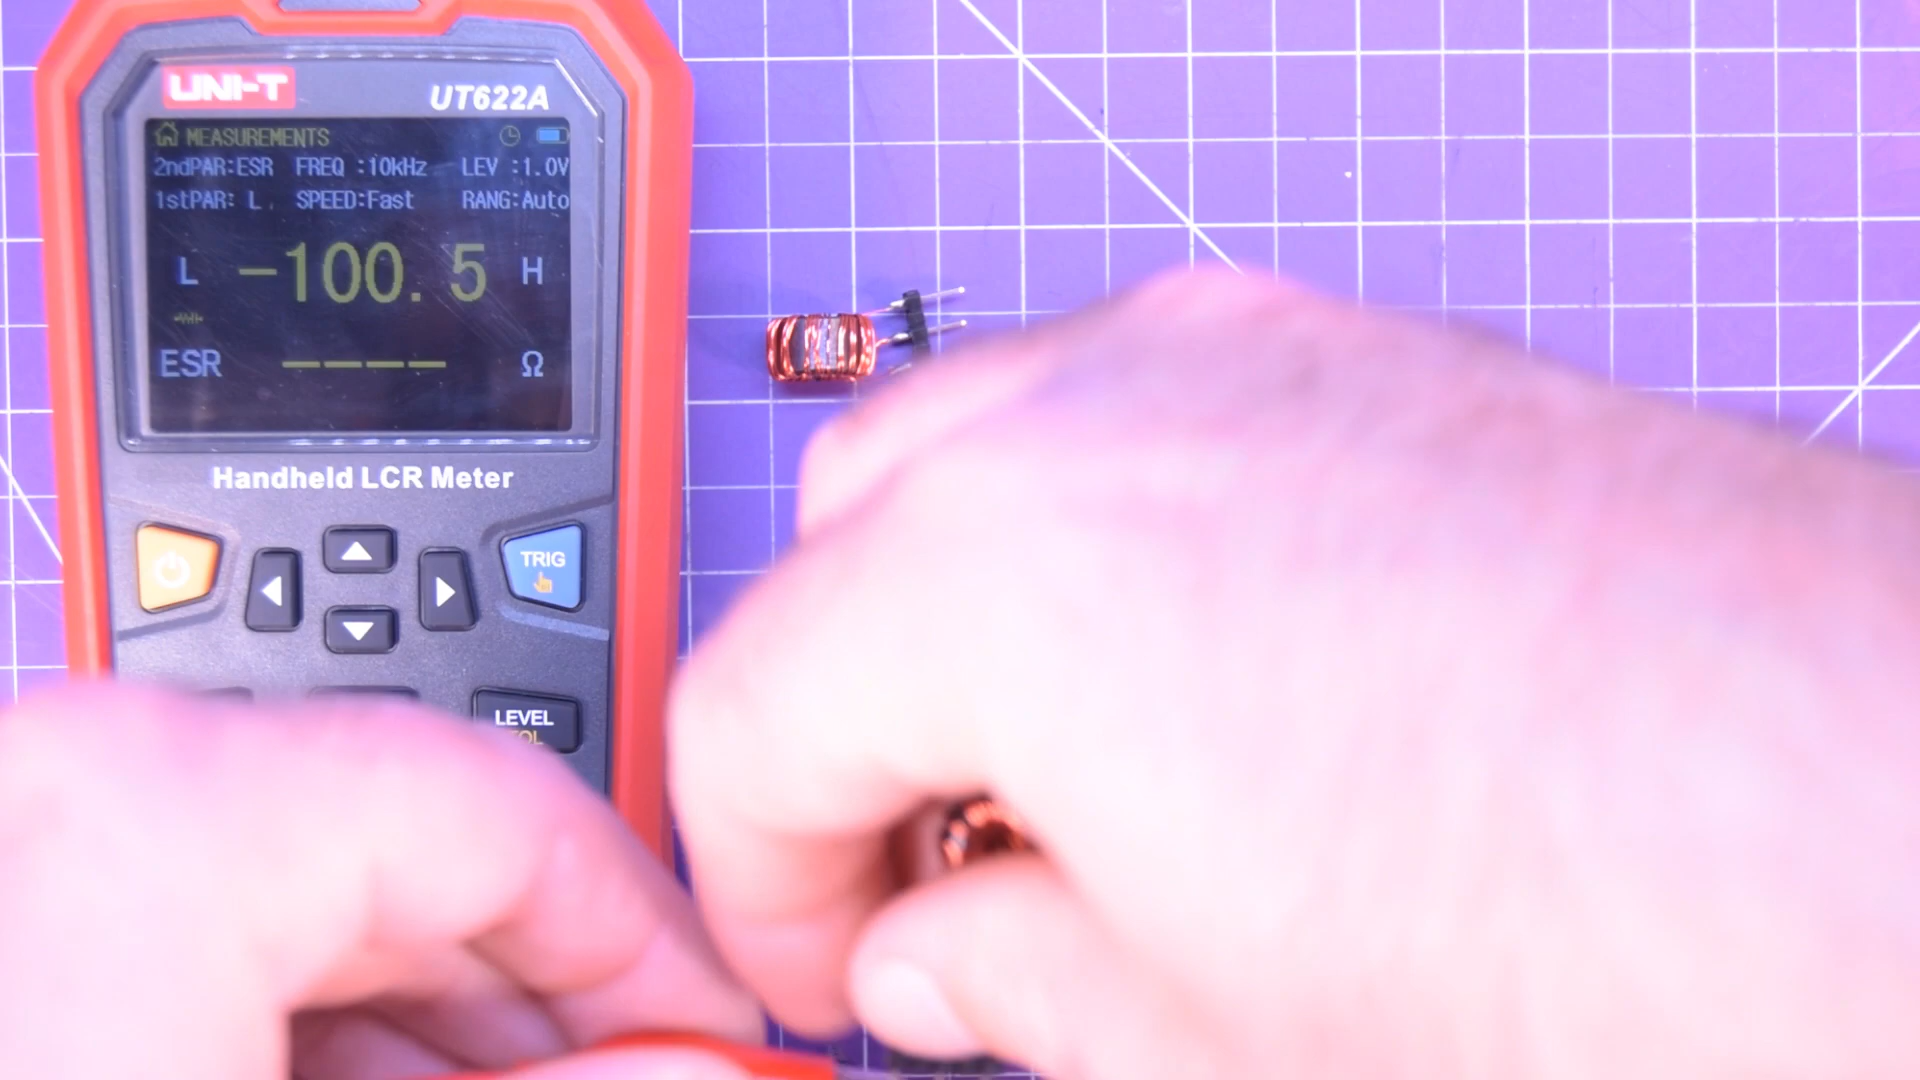 UNI-T
UT622A
MEASUREMENTS
2ndPAR:ESR FREQ :10kHz LEV :1.0V
1stPAR: L SPEED:Fast RANG:Auto
L -100.5 H
ESR ---- Ω
Handheld LCR Meter
TRIG
LEVEL